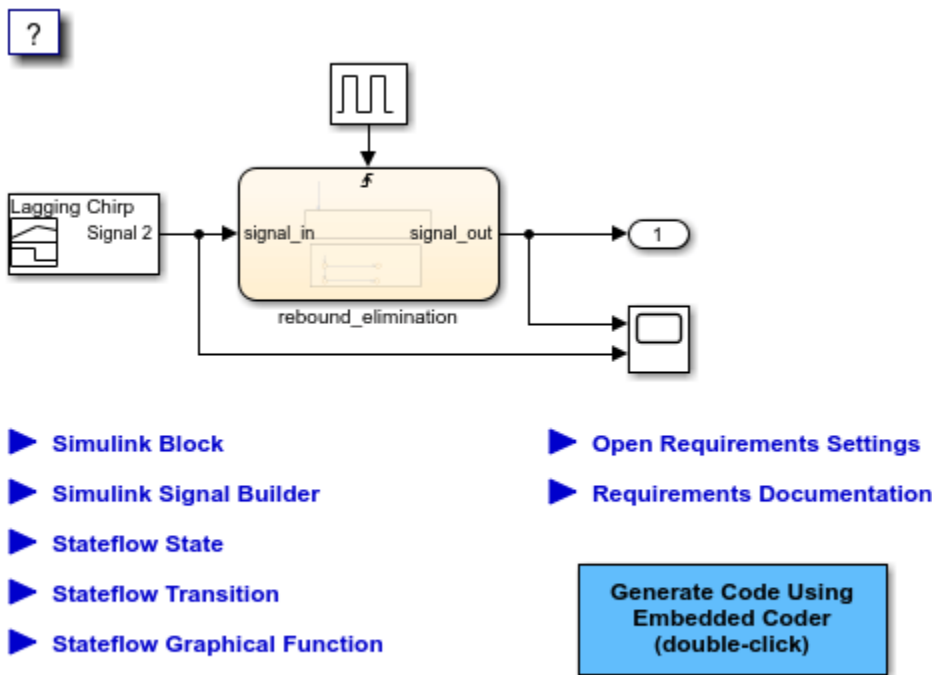 ?
Lagging Chirp
Signal 2
signal_in
signal_out
1
rebound_elimination
Simulink Block
Open Requirements Settings
Simulink Signal Builder
Requirements Documentation
Stateflow State
Stateflow Transition
Stateflow Graphical Function
Generate Code Using
Embedded Coder
(double-click)